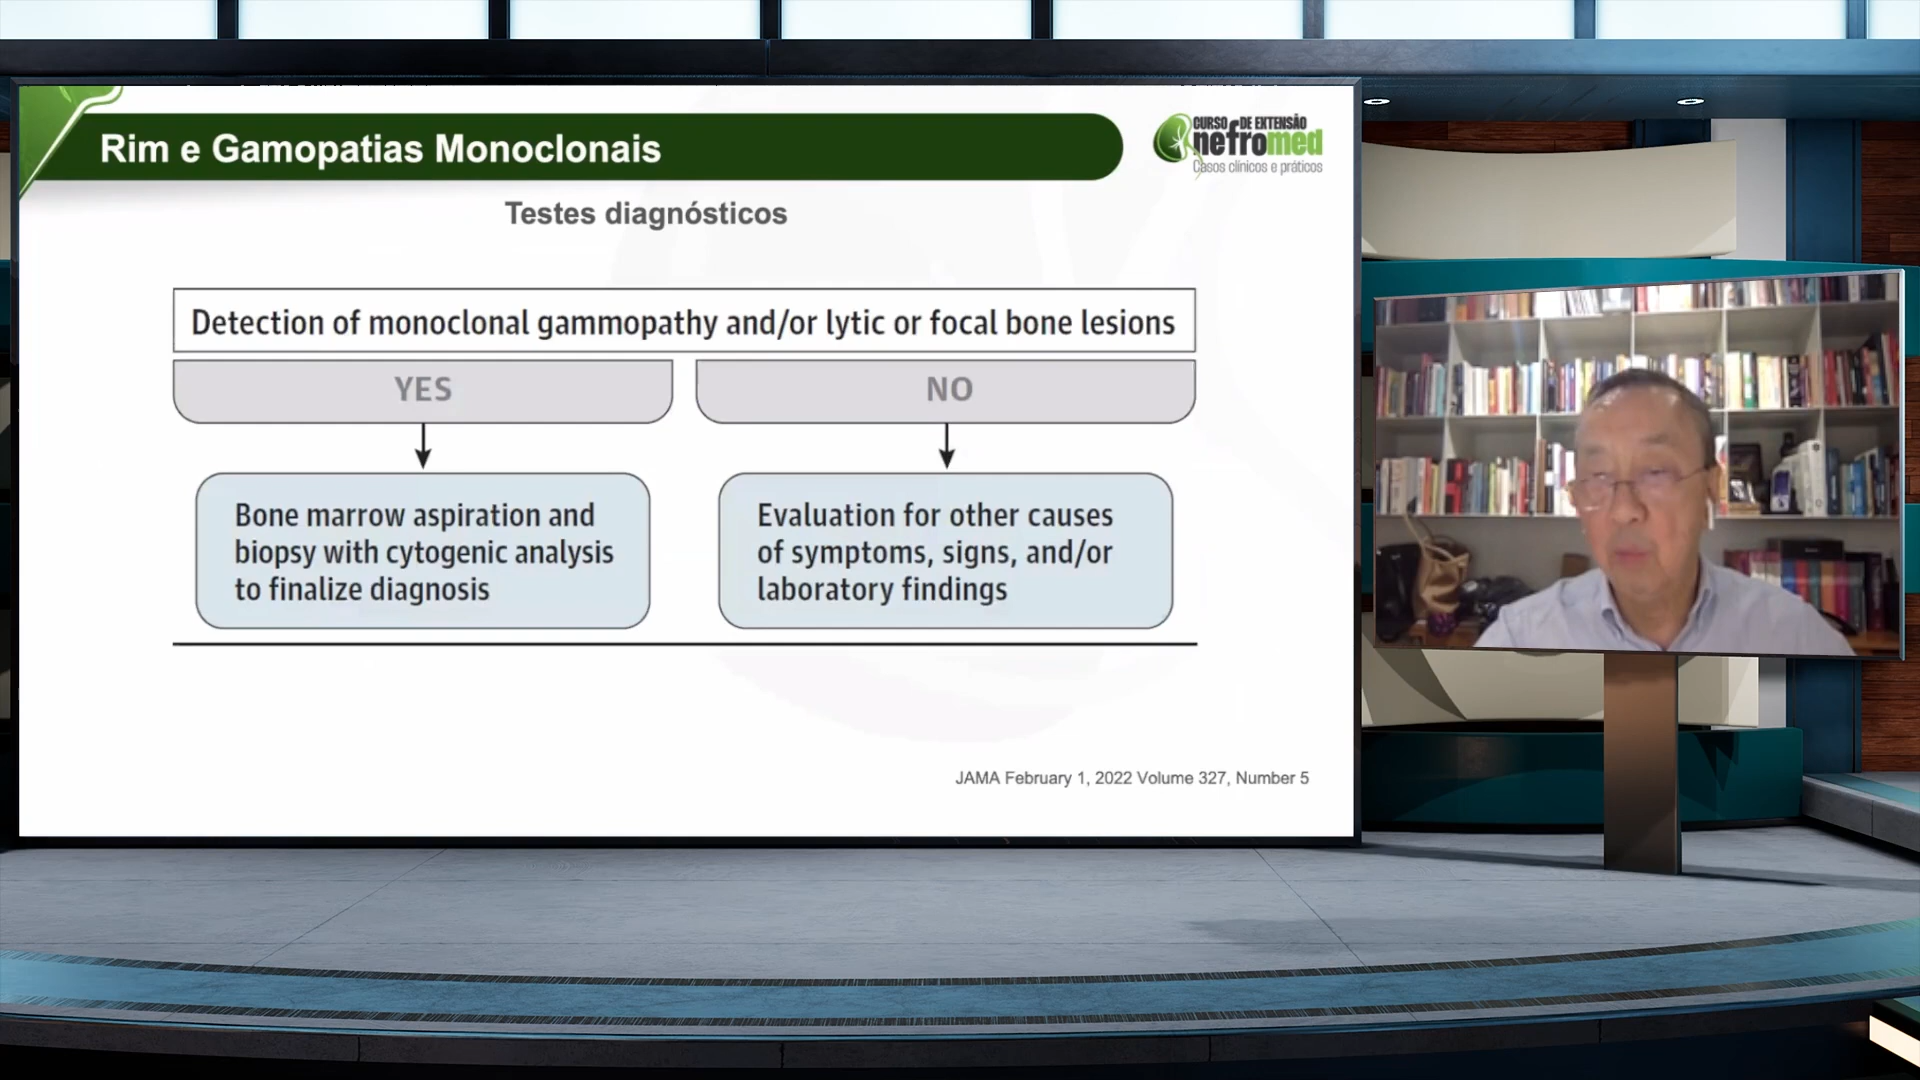 Rim e Gamopatias Monoclonais
CURSO DE EXTENSÃO
nefromed
Casos clínicos e práticos
Testes diagnósticos
Detection of monoclonal gammopathy and/or lytic or focal bone lesions
YES
NO
Bone marrow aspiration and
biopsy with cytogenic analysis
to finalize diagnosis
Evaluation for other causes
of symptoms, signs, and/or
laboratory findings
JAMA February 1, 2022 Volume 327, Number 5